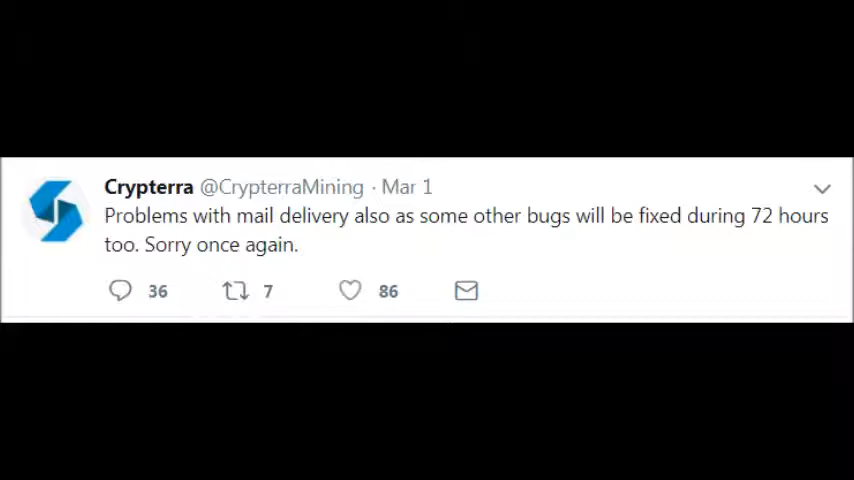 Crypterra @CrypterraMining · Mar 1
Problems with mail delivery also as some other bugs will be fixed during 72 hours
too. Sorry once again.
36 7 86